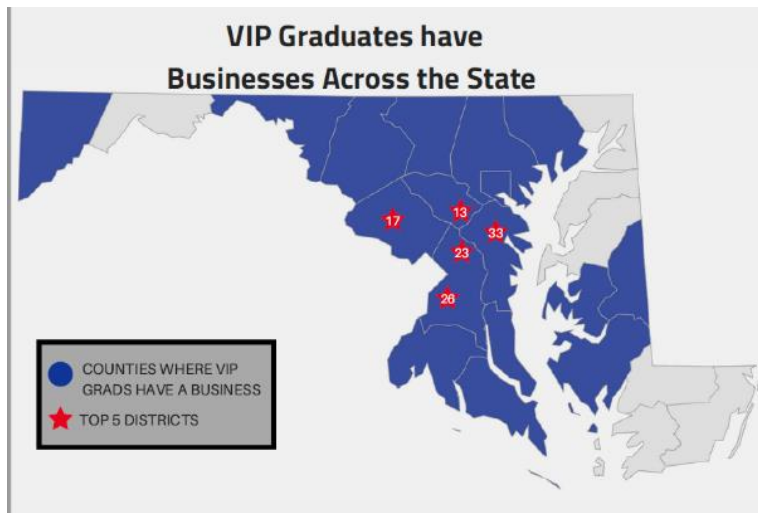 VIP Graduates have
Businesses Across the State
13
17
33
23
26
COUNTIES WHERE VIP
GRADS HAVE A BUSINESS
TOP 5 DISTRICTS